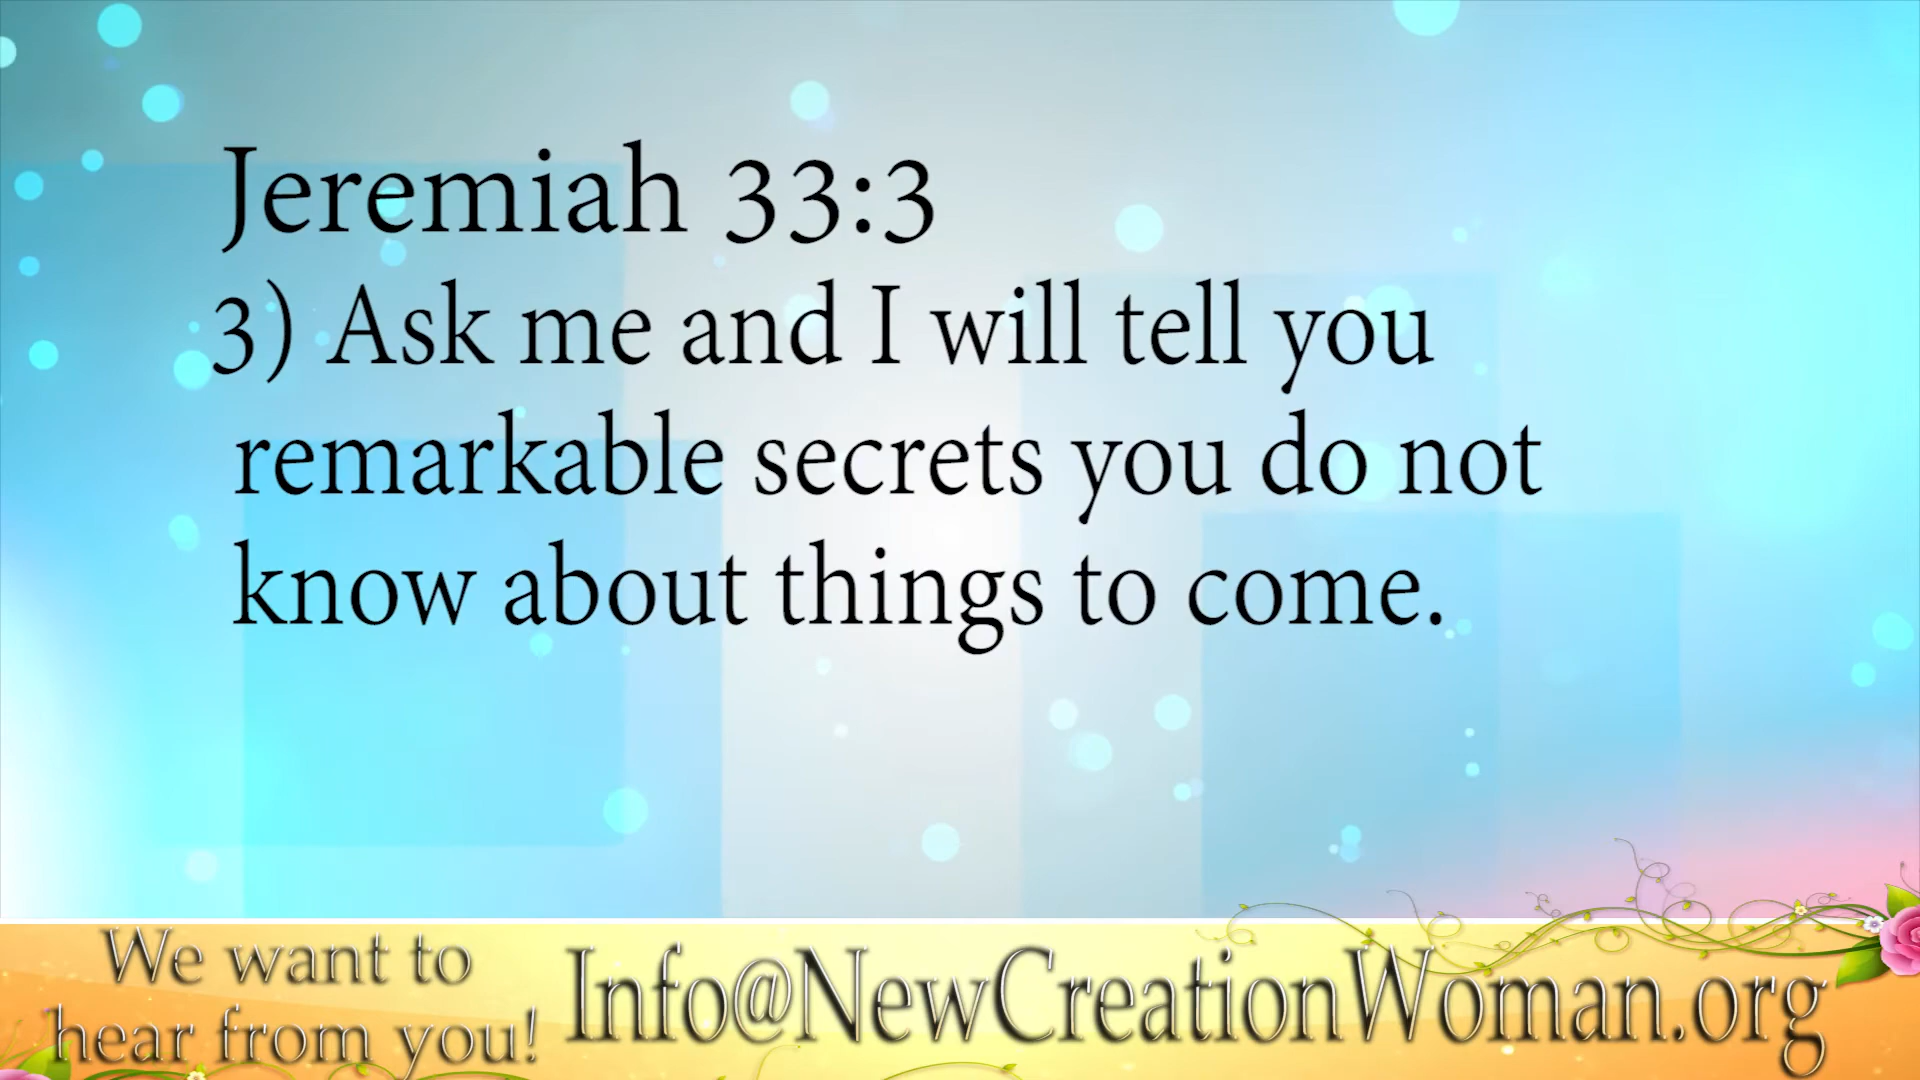 Jeremiah 33:3
3) Ask me and I will tell you
remarkable secrets you do not
know about things to come.
We want to
hear from you!
Info@NewCreationWoman.org